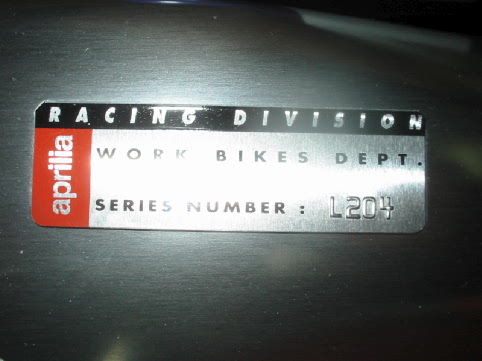 RACING DIVISION
aprilia
WORK BIKES DEPT.
SERIES NUMBER : L204